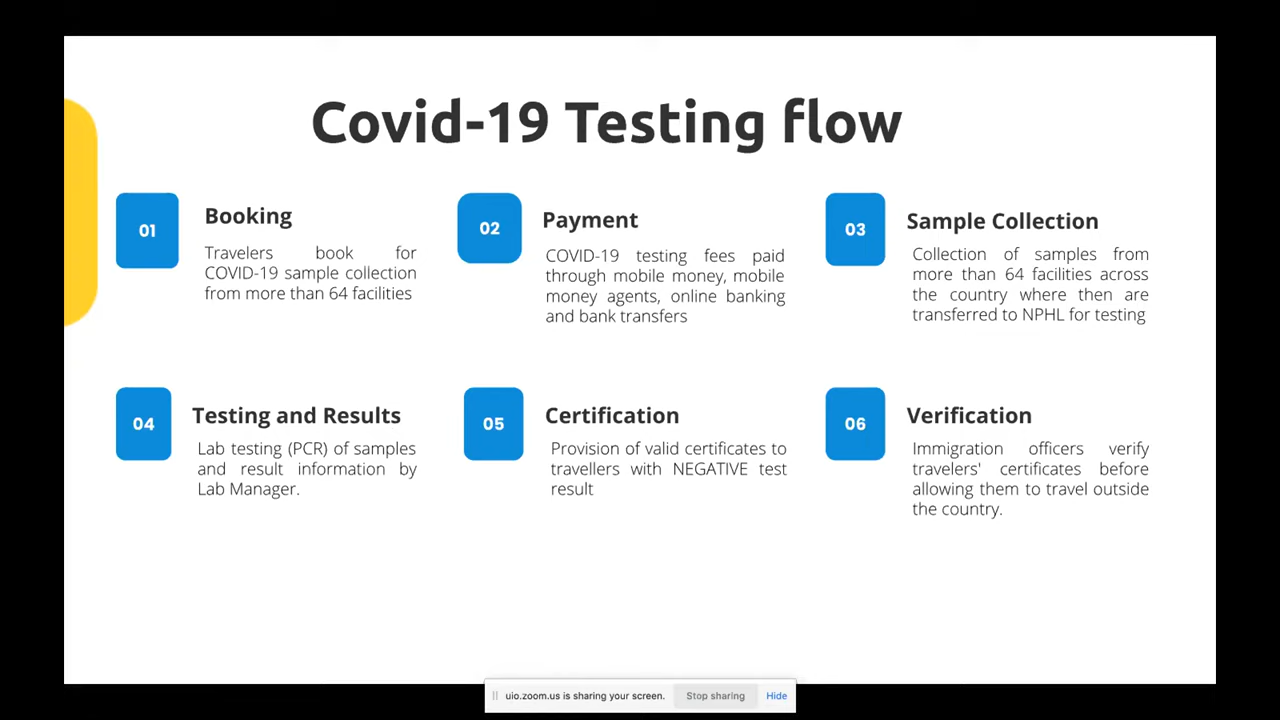 Covid-19 Testing flow
01
Booking
Travelers book for
COVID-19 sample collection
from more than 64 facilities
02
Payment
COVID-19 testing fees paid
through mobile money, mobile
money agents, online banking
and bank transfers
03
Sample Collection
Collection of samples from
more than 64 facilities across
the country where then are
transferred to NPHL for testing
04
Testing and Results
Lab testing (PCR) of samples
and result information by
Lab Manager.
05
Certification
Provision of valid certificates to
travellers with NEGATIVE test
result
06
Verification
Immigration officers verify
travelers' certificates before
allowing them to travel outside
the country.
uio.zoom.us is sharing your screen. Stop sharing Hide